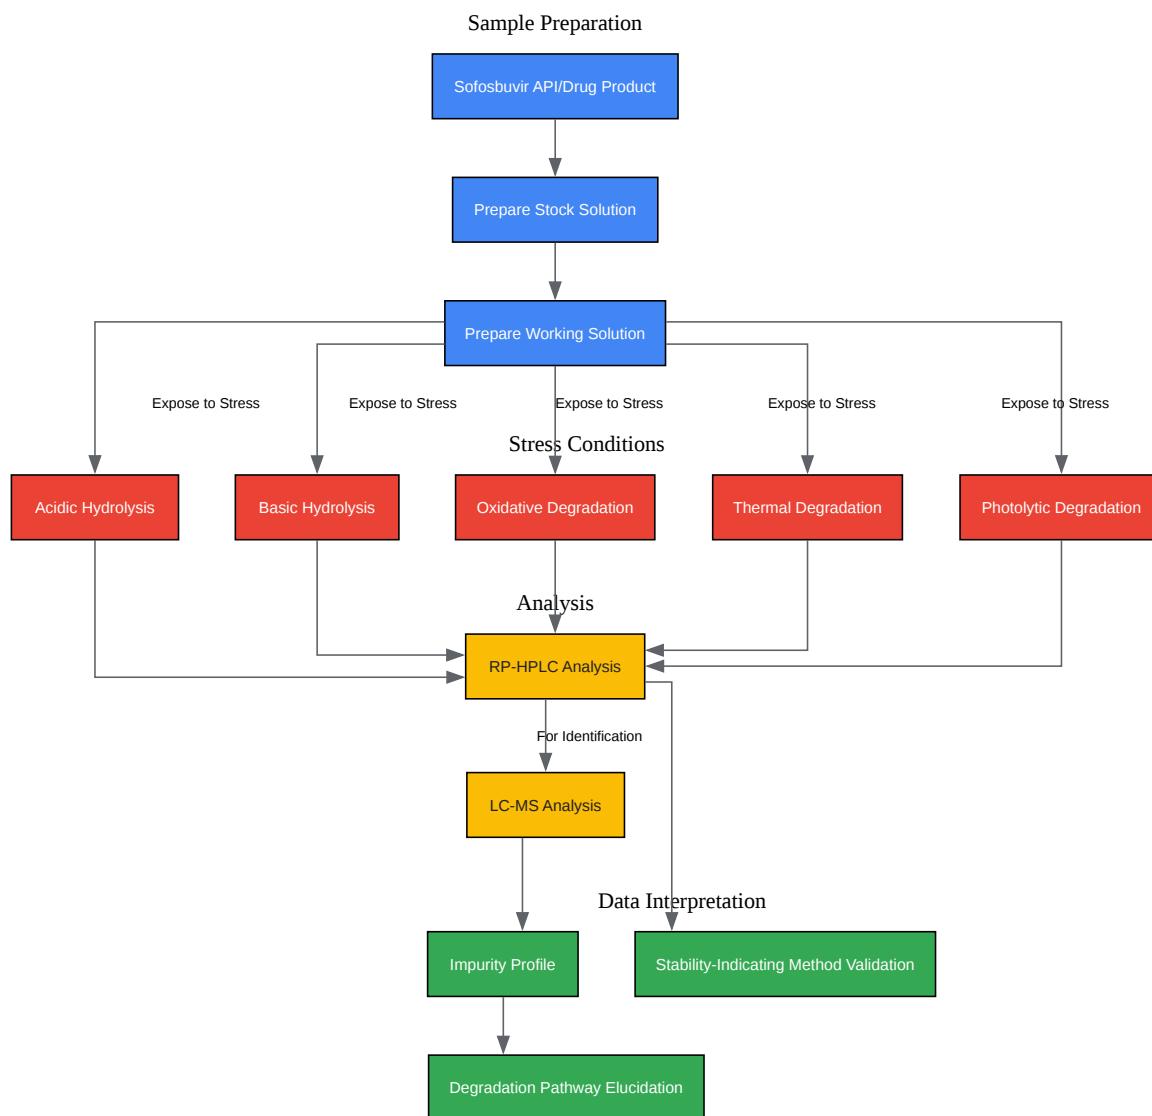 Sample Preparation
Sofosbuvir API/Drug Product
Prepare Stock Solution
Prepare Working Solution
Expose to Stress
Expose to Stress
Expose to Stress
Expose to Stress
Expose to Stress
Stress Conditions
Acidic Hydrolysis
Basic Hydrolysis
Oxidative Degradation
Thermal Degradation
Photolytic Degradation
Analysis
RP-HPLC Analysis
For Identification
LC-MS Analysis
Data Interpretation
Impurity Profile
Stability-Indicating Method Validation
Degradation Pathway Elucidation